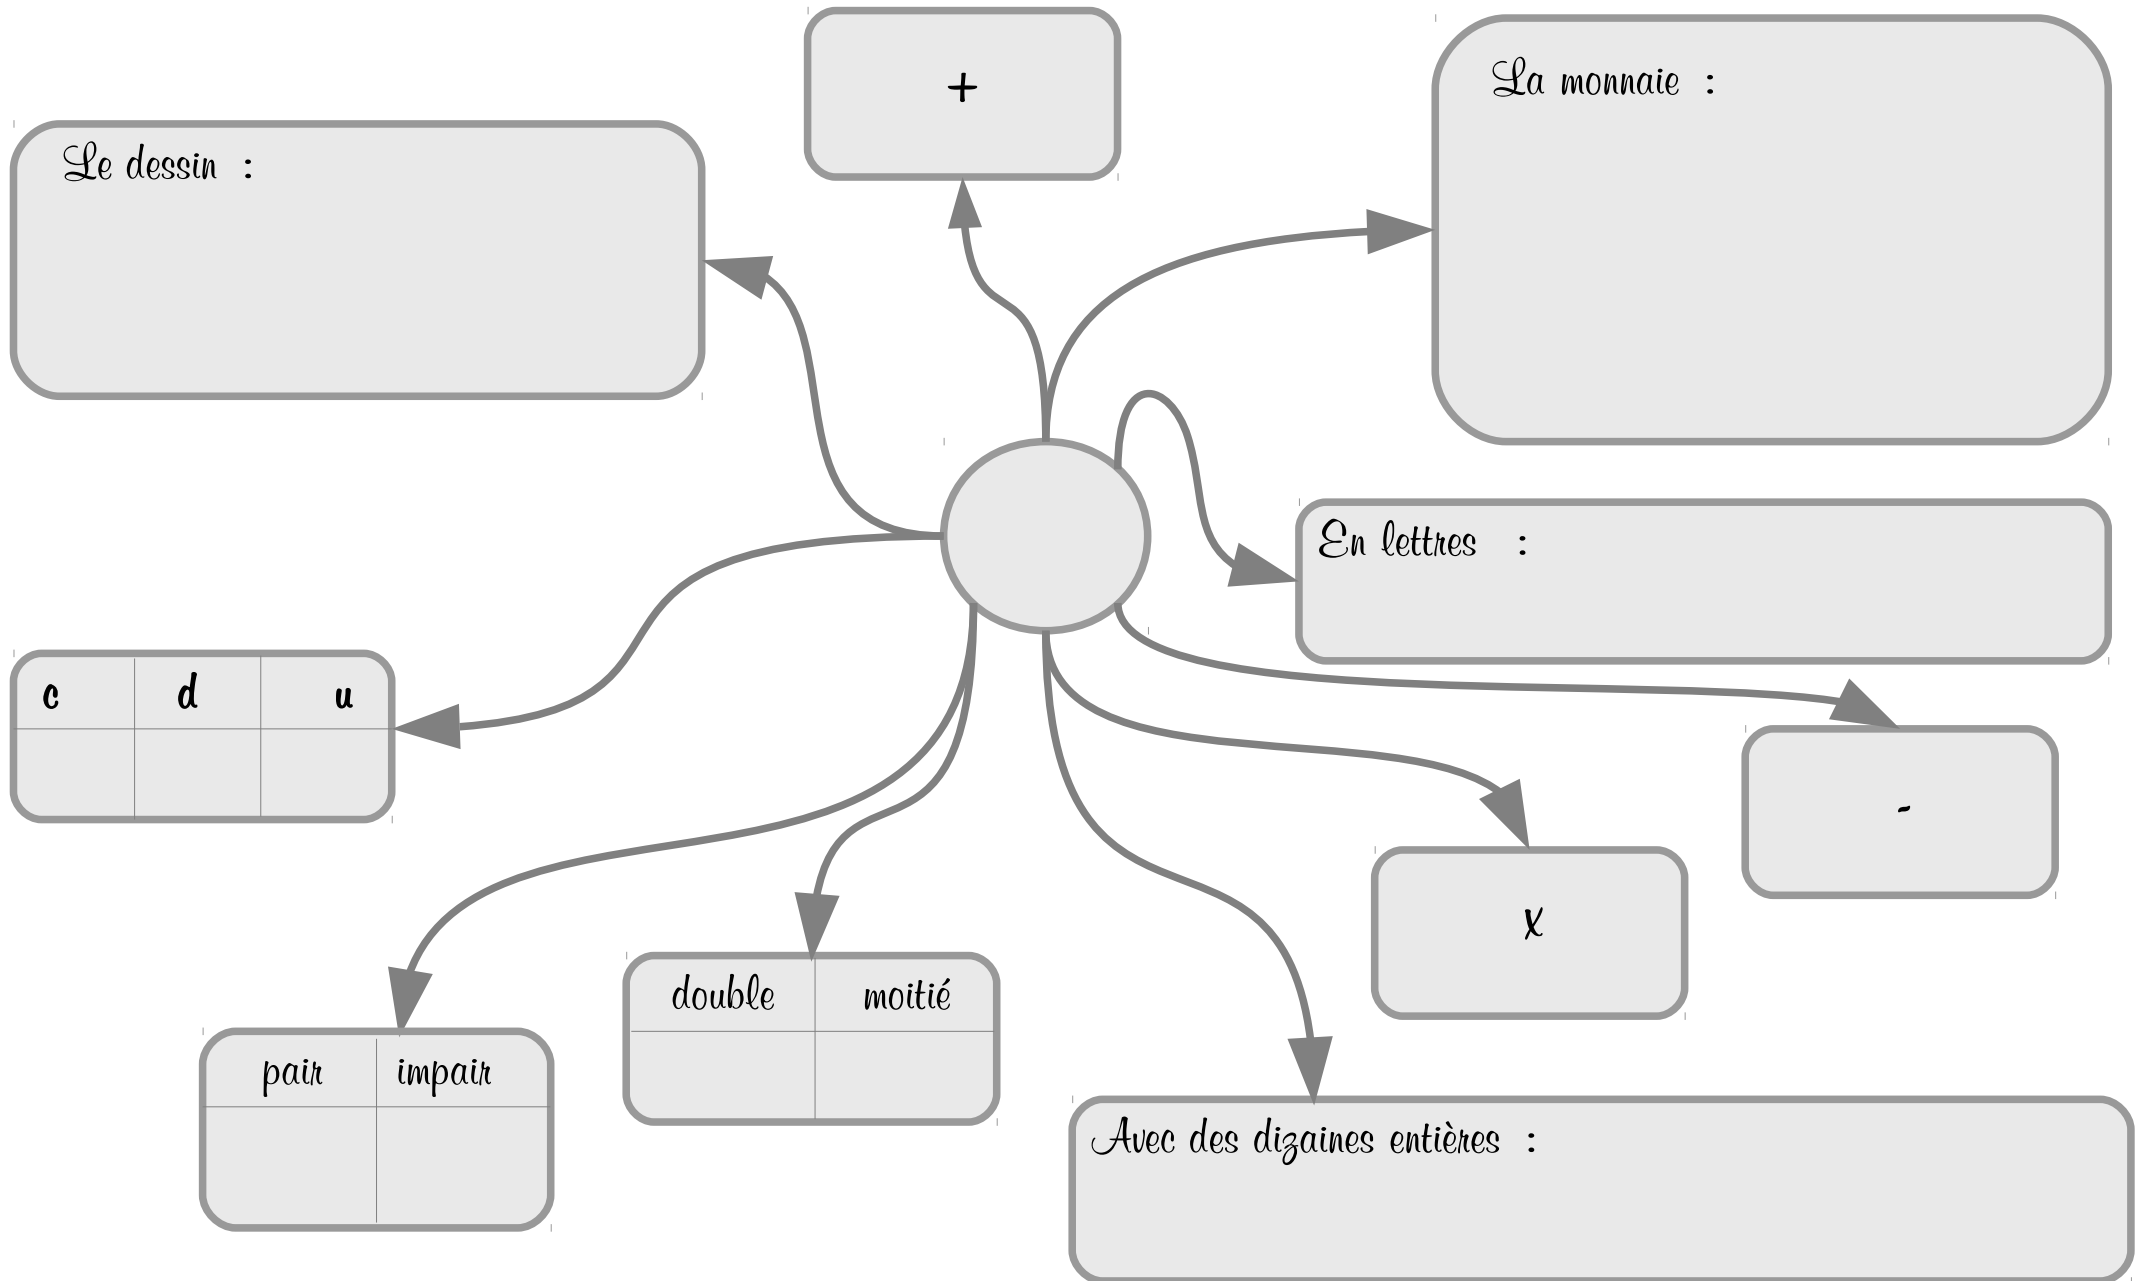 +
La monnaie :
Le dessin :
En lettres :
c d u
-
x
double moitié
pair impair
Avec des dizaines entières :